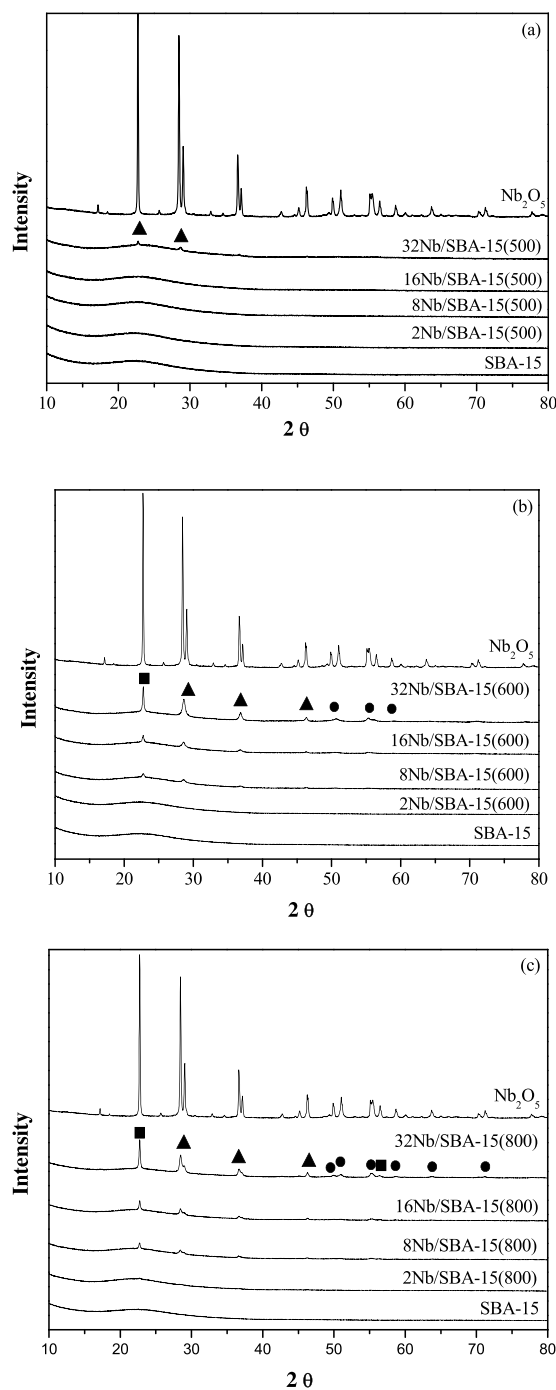 (a)
Intensity
Nb2O5
32Nb/SBA-15(500)
16Nb/SBA-15(500)
8Nb/SBA-15(500)
2Nb/SBA-15(500)
SBA-15
10 20 30 40 50 60 70 80
2 θ
(b)
Intensity
Nb2O5
32Nb/SBA-15(600)
16Nb/SBA-15(600)
8Nb/SBA-15(600)
2Nb/SBA-15(600)
SBA-15
10 20 30 40 50 60 70 80
2 θ
(c)
Intensity
Nb2O5
32Nb/SBA-15(800)
16Nb/SBA-15(800)
8Nb/SBA-15(800)
2Nb/SBA-15(800)
SBA-15
10 20 30 40 50 60 70 80
2 θ